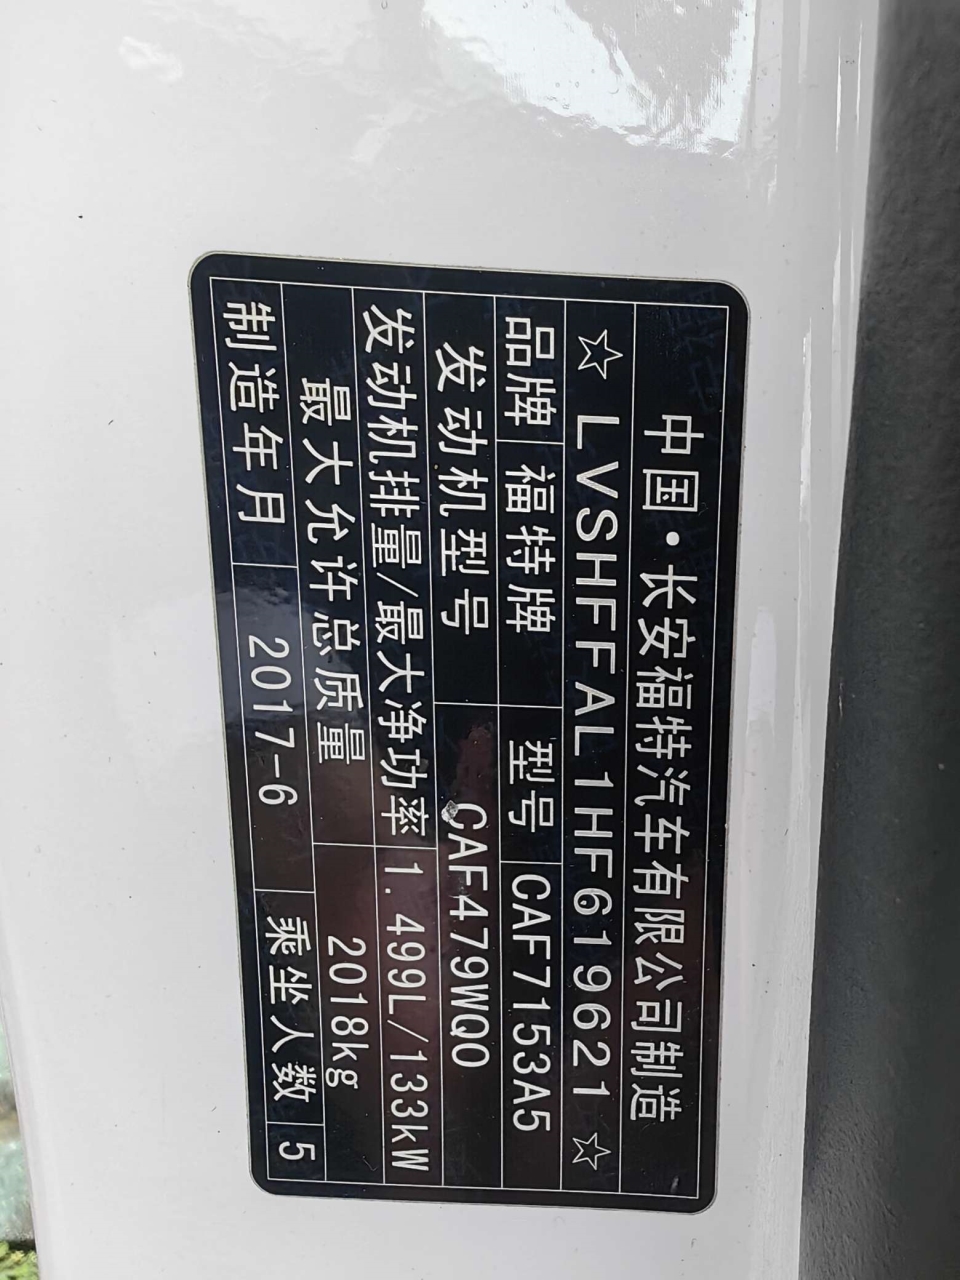 中国·长安福特汽车有限公司制造
☆ LVSHFFAL1HF619621 ☆
品牌 福特牌 型号 CAF7153A5
发动机型号 CAF479WQ0
发动机排量/最大净功率 1.499L/133kW
最大允许总质量 2018kg
制造年月 2017-6 乘坐人数 5